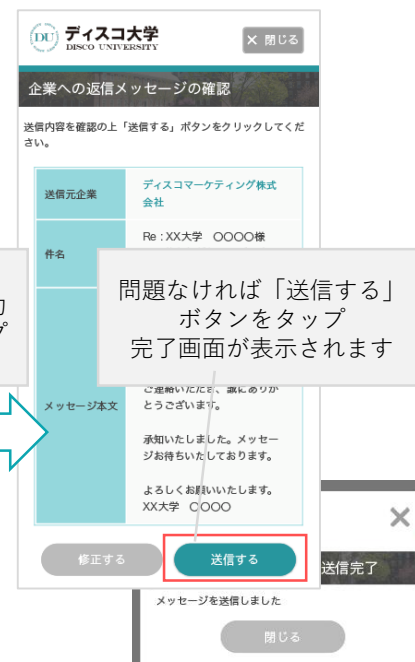 DU ディスコ大学
DISCO UNIVERSITY
× 閉じる
企業への返信メッセージの確認
送信内容を確認の上「送信する」ボタンをクリックしてくだ
さい。
送信元企業
ディスコマーケティング株式
会社
件名
Re : XX大学 〇〇〇〇様
問題なければ「送信する」
ボタンをタップ
完了画面が表示されます
メッセージ本文
ご連絡いただき、誠にありが
とうございます。
承知いたしました。メッセー
ジお待ちいたしております。
よろしくお願いいたします。
XX大学 〇〇〇〇
修正する
送信する
送信完了
メッセージを送信しました
閉じる